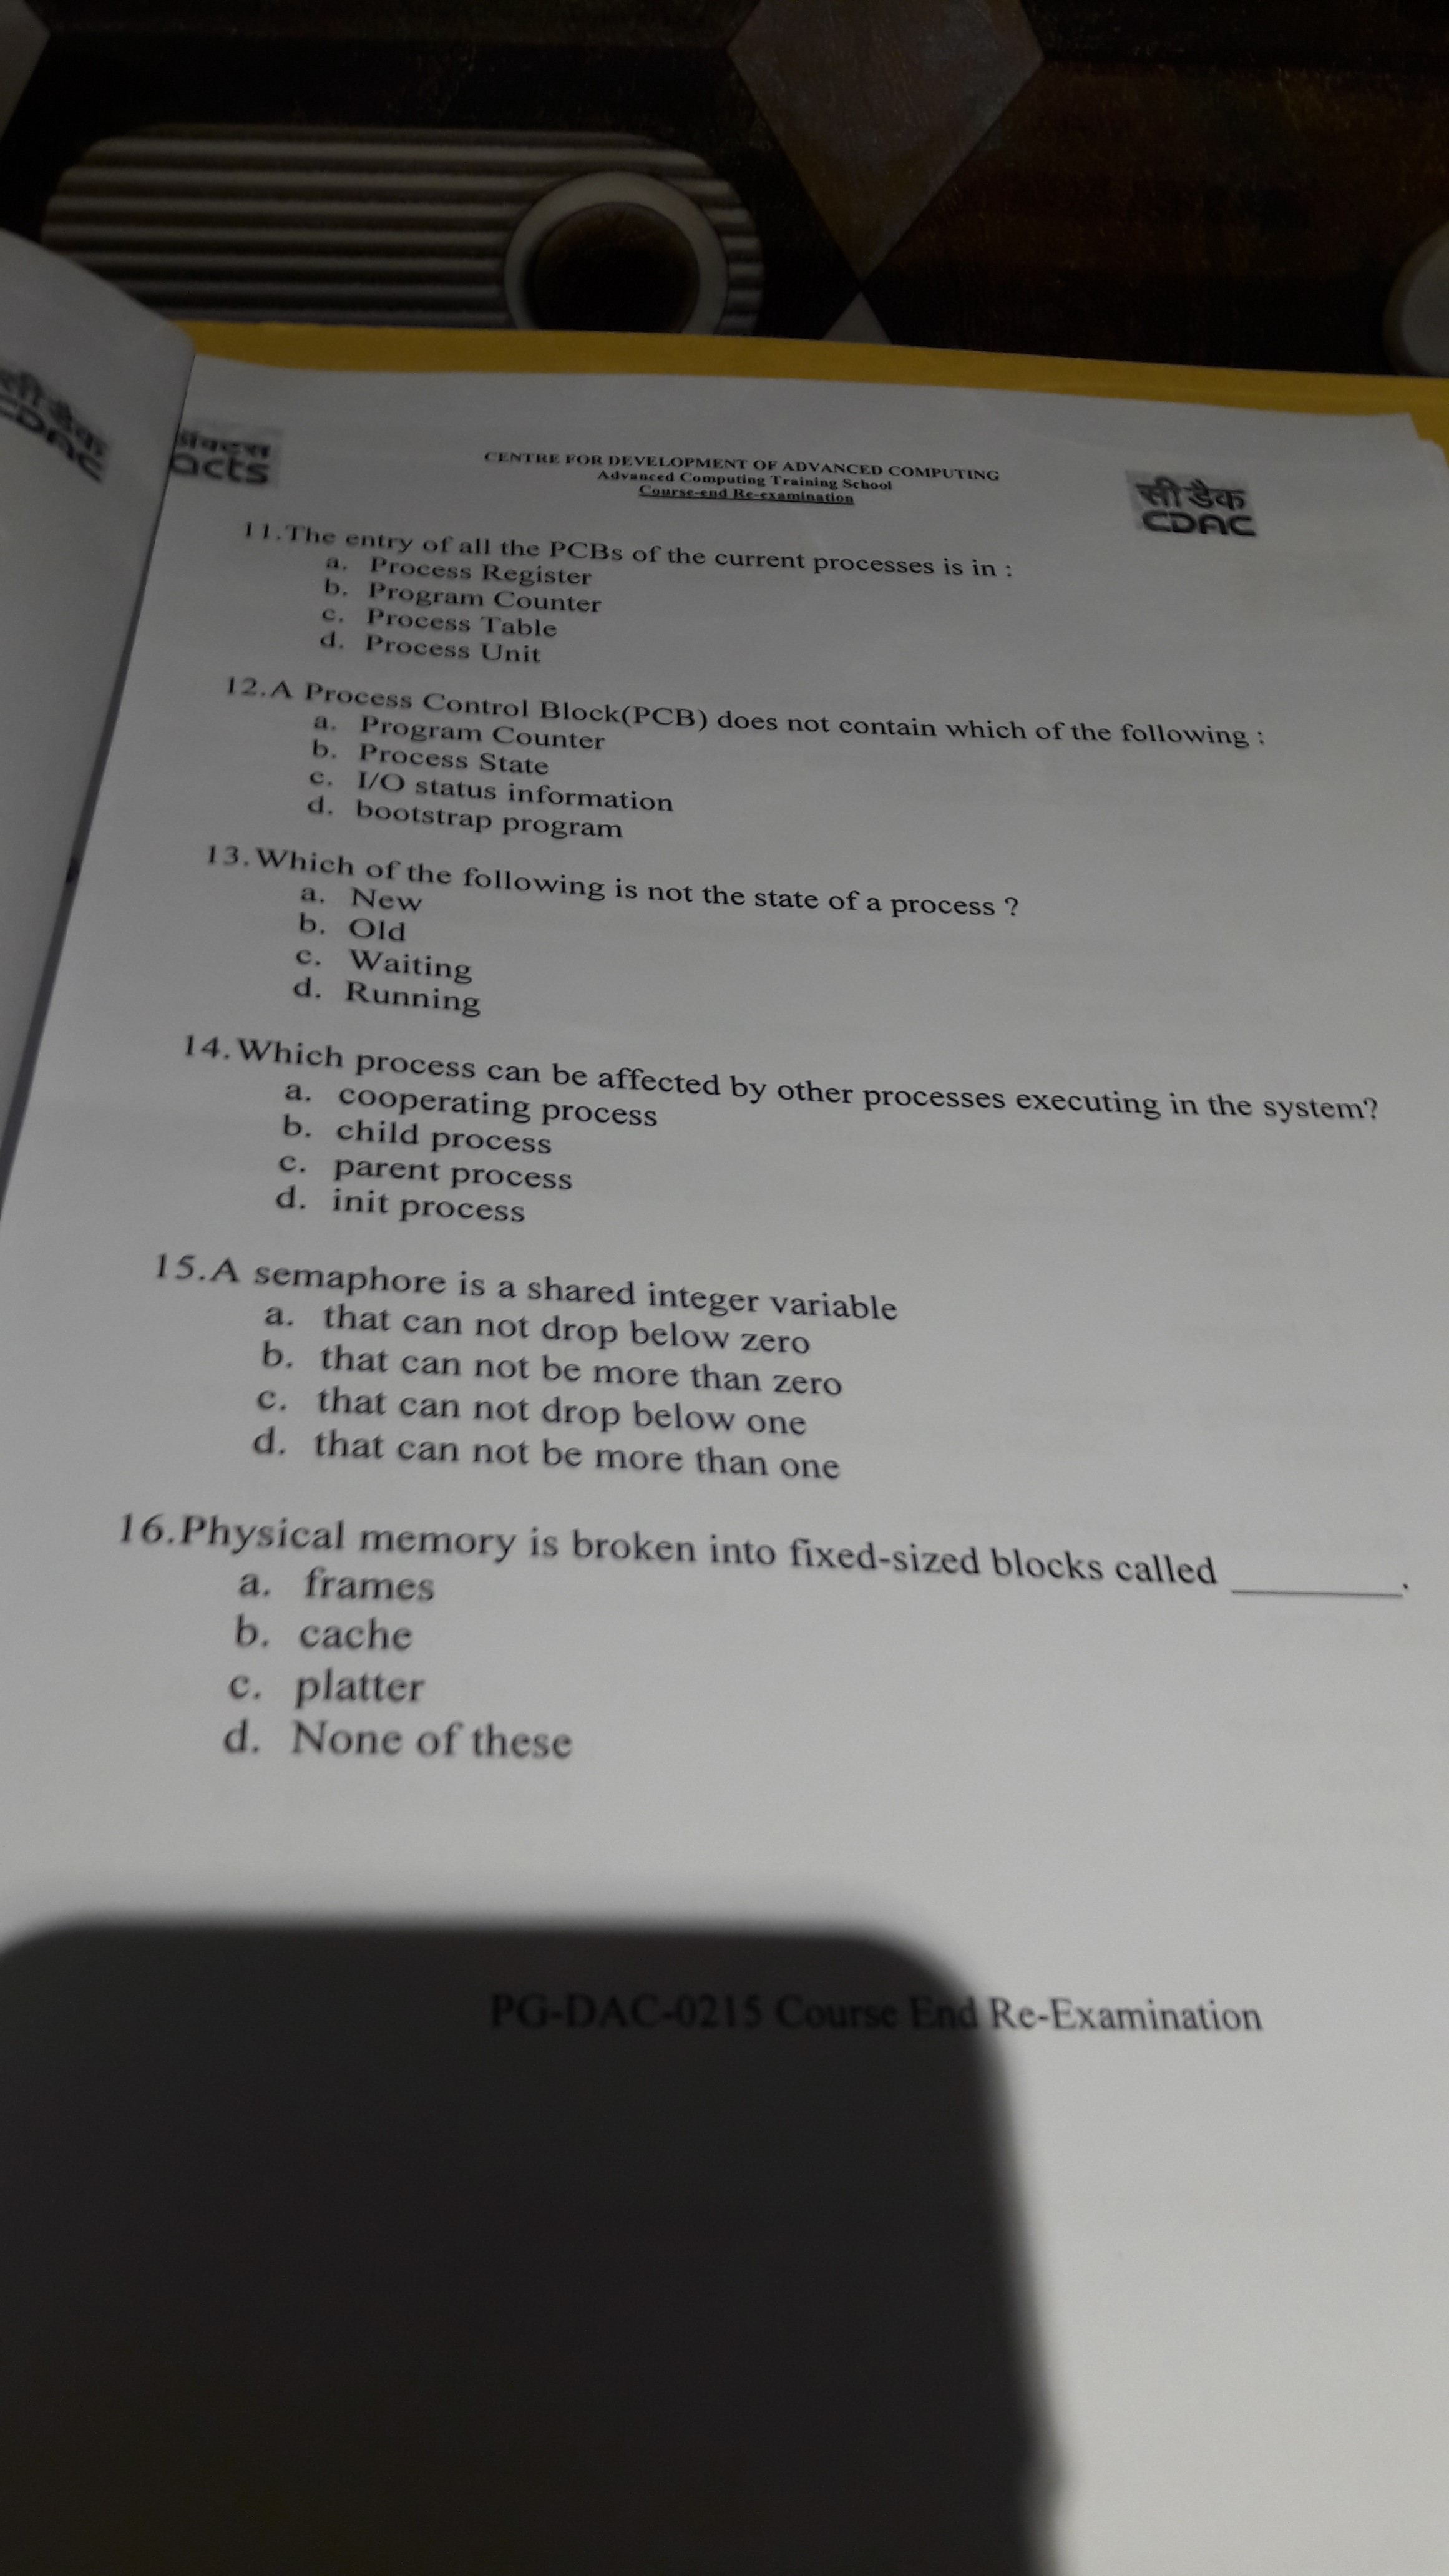 सी डैक
CDAC
एक्ट्स
acts
CENTRE FOR DEVELOPMENT OF ADVANCED COMPUTING
Advanced Computing Training School
Course-end Re-examination
सी डैक
CDAC
11.The entry of all the PCBs of the current processes is in :
a. Process Register
b. Program Counter
c. Process Table
d. Process Unit
12.A Process Control Block(PCB) does not contain which of the following :
a. Program Counter
b. Process State
c. I/O status information
d. bootstrap program
13.Which of the following is not the state of a process ?
a. New
b. Old
c. Waiting
d. Running
14.Which process can be affected by other processes executing in the system?
a. cooperating process
b. child process
c. parent process
d. init process
15.A semaphore is a shared integer variable
a. that can not drop below zero
b. that can not be more than zero
c. that can not drop below one
d. that can not be more than one
16.Physical memory is broken into fixed-sized blocks called ________.
a. frames
b. cache
c. platter
d. None of these
PG-DAC-0215 Course End Re-Examination